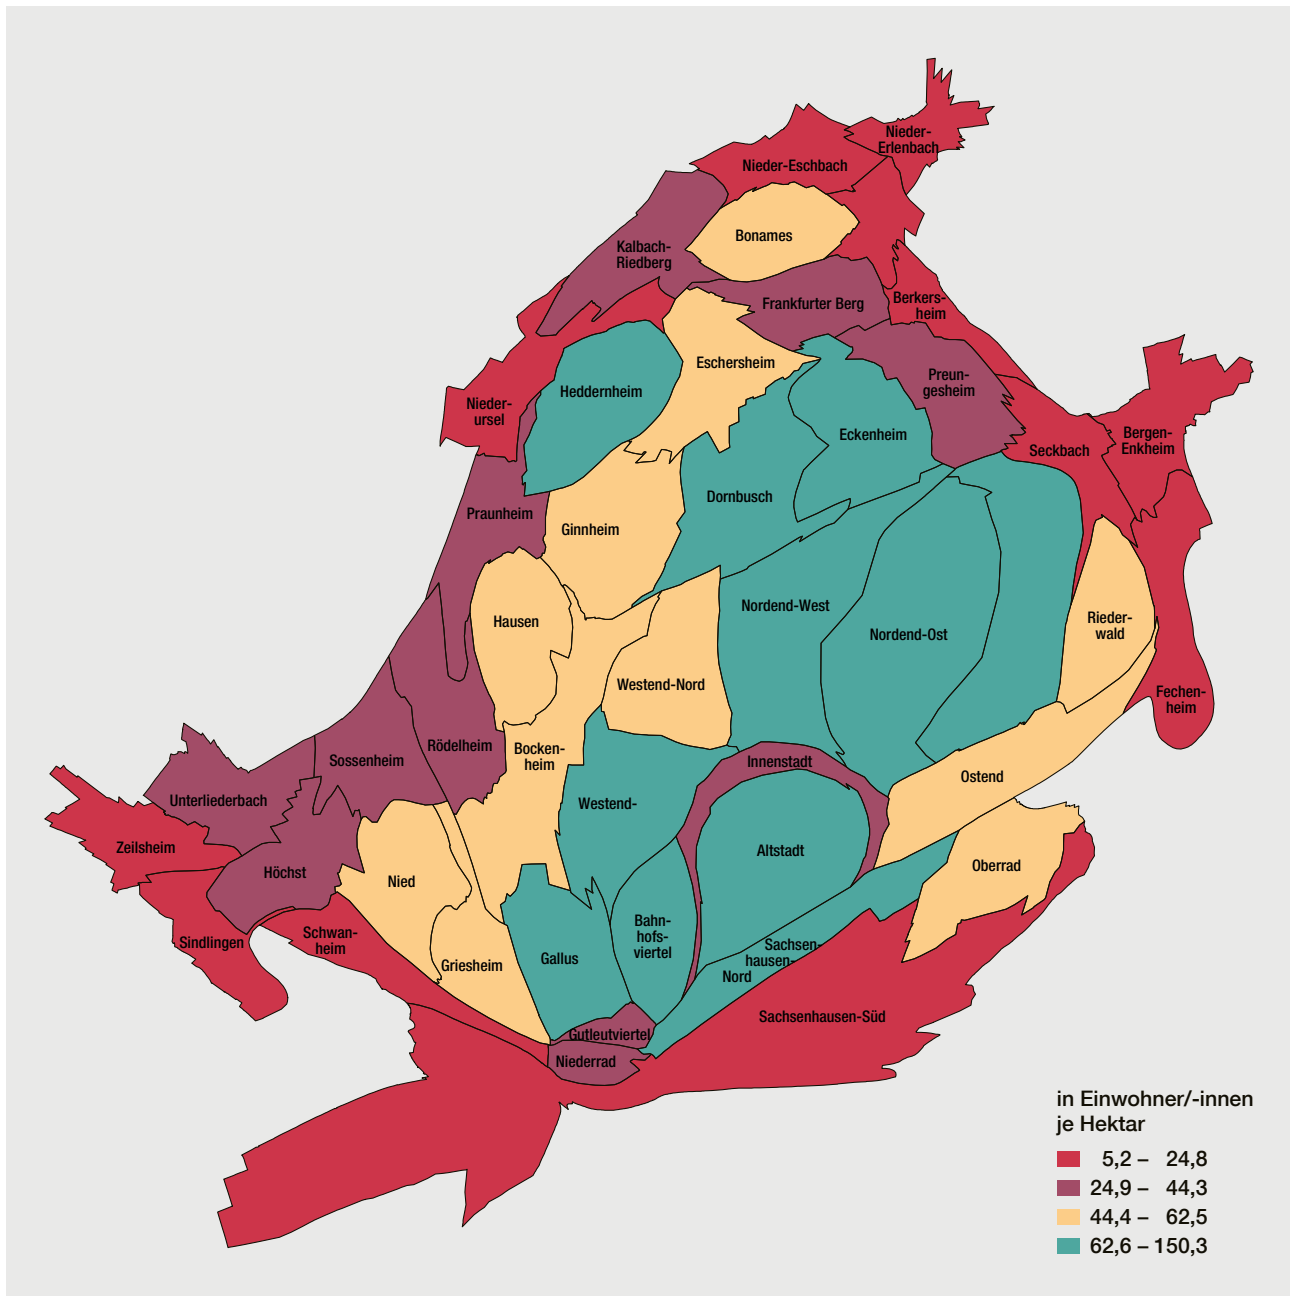 Nieder-
Erlenbach
Nieder-Eschbach
Bonames
Kalbach-
Riedberg
Frankfurter Berg
Berkers-
heim
Eschersheim
Preun-
gesheim
Heddernheim
Nieder-
ursel
Eckenheim
Seckbach
Bergen-
Enkheim
Dornbusch
Praunheim
Ginnheim
Nordend-West
Hausen
Nordend-Ost
Rieder-
wald
Westend-Nord
Fechen-
heim
Rödelheim
Bocken-
heim
Sossenheim
Innenstadt
Ostend
Unterliederbach
Westend-
Zeilsheim
Altstadt
Höchst
Oberrad
Nied
Bahn-
hofs-
viertel
Schwan-
heim
Sindlingen
Sachsen-
hausen-
Nord
Gallus
Griesheim
Sachsenhausen-Süd
Gutleutviertel
Niederrad
in Einwohner/-innen
je Hektar
5,2 – 24,8
24,9 – 44,3
44,4 – 62,5
62,6 – 150,3